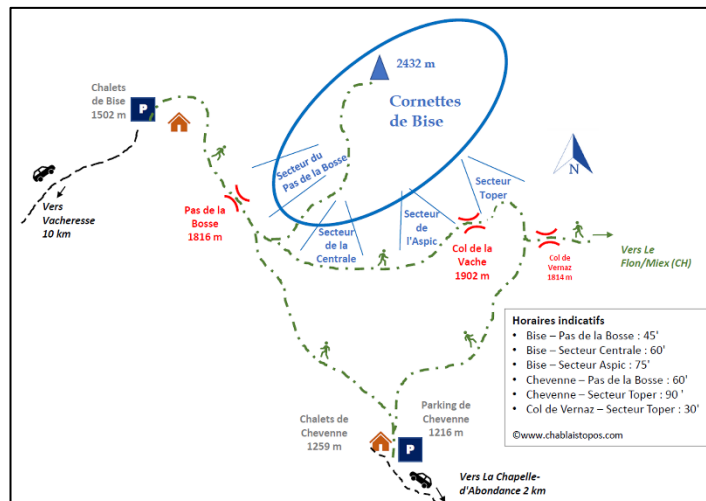 2432 m
Cornettes
de Bise
Chalets
de Bise
1502 m
P
Vers
Vacheresse
10 km
Secteur du
Pas de la Bosse
Pas de la
Bosse
1816 m
Secteur
de la
Centrale
Secteur
de
l'Aspic
Secteur
Toper
N
Col de la
Vache
1902 m
Col de
Vernaz
1814 m
Vers Le
Flon/Miex (CH)
Horaires indicatifs
• Bise – Pas de la Bosse : 45'
• Bise – Secteur Centrale : 60'
• Bise – Secteur Aspic : 75'
• Chevenne – Pas de la Bosse : 60'
• Chevenne – Secteur Toper : 90 '
• Col de Vernaz – Secteur Toper : 30'
©www.chablaistopos.com
Chalets de
Chevenne
1259 m
Parking de
Chevenne
1216 m
P
Vers La Chapelle-
d'Abondance 2 km